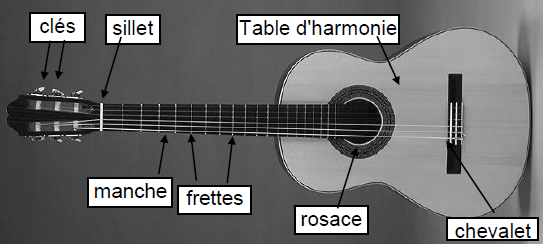 clés
sillet
Table d'harmonie
manche
frettes
rosace
chevalet